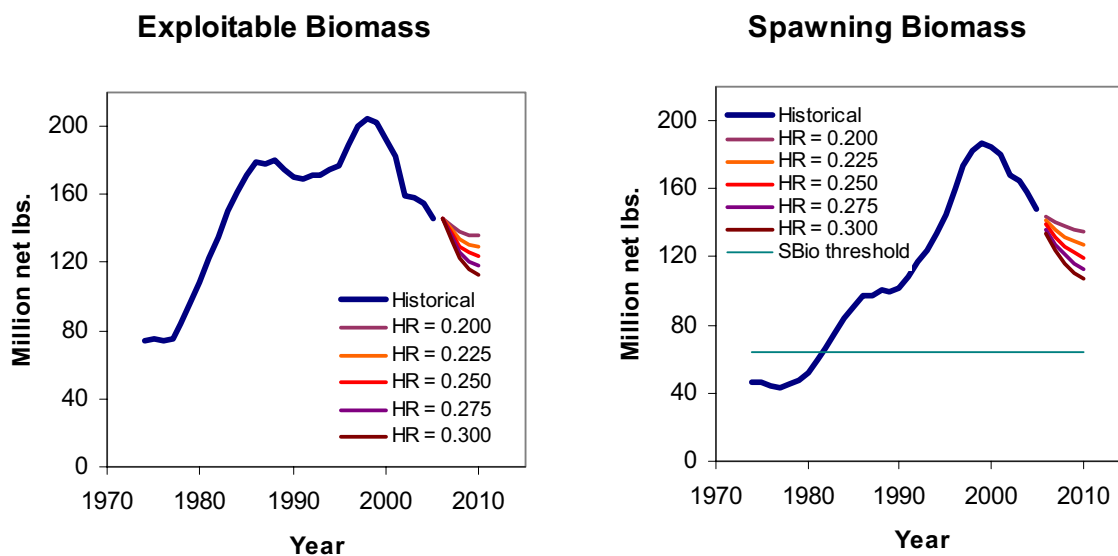 Exploitable Biomass
Million net lbs.
200
160
120
80
40
0
Historical
HR = 0.200
HR = 0.225
HR = 0.250
HR = 0.275
HR = 0.300
1970 1980 1990 2000 2010
Year
Spawning Biomass
Million net lbs.
200
160
120
80
40
0
Historical
HR = 0.200
HR = 0.225
HR = 0.250
HR = 0.275
HR = 0.300
SBio threshold
1970 1980 1990 2000 2010
Year